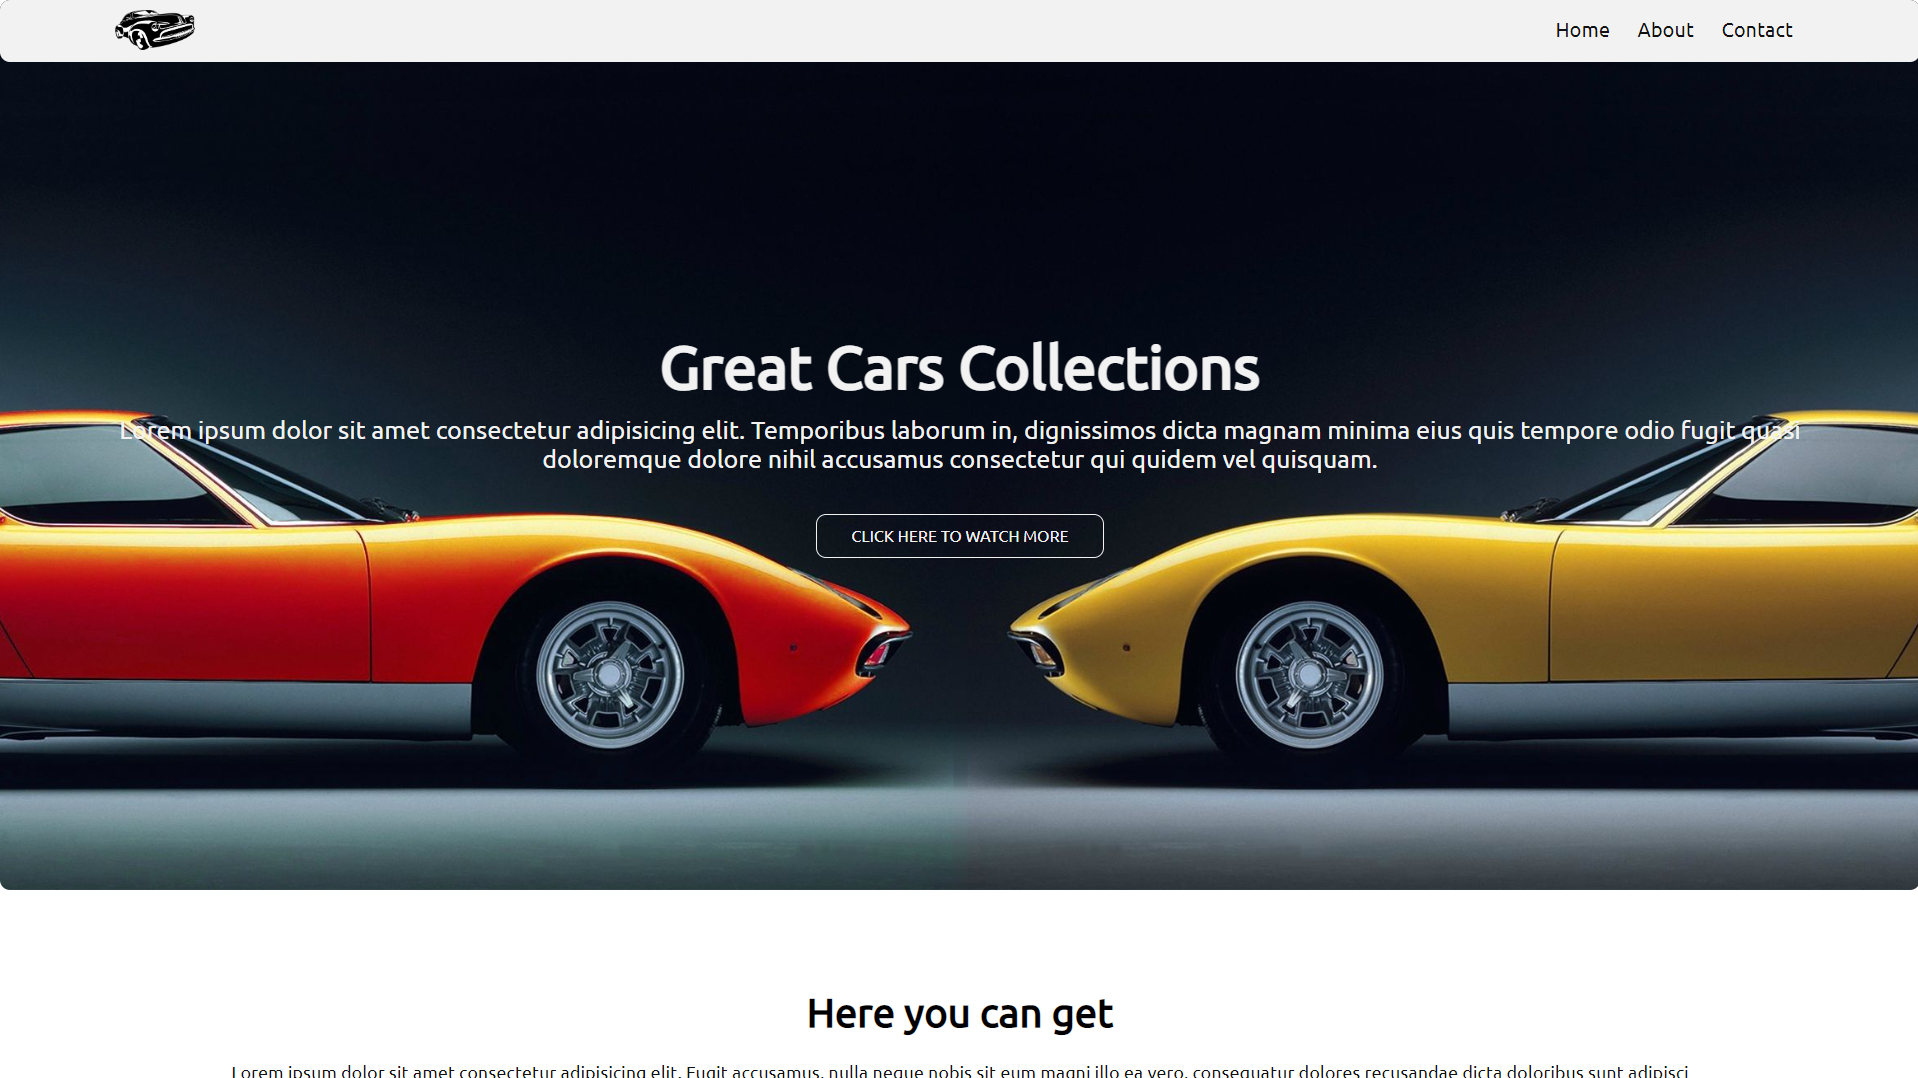 Home About Contact
Great Cars Collections
Lorem ipsum dolor sit amet consectetur adipisicing elit. Temporibus laborum in, dignissimos dicta magnam minima eius quis tempore odio fugit quasi
doloremque dolore nihil accusamus consectetur qui quidem vel quisquam.
CLICK HERE TO WATCH MORE
Here you can get
Lorem ipsum dolor sit amet consectetur adipisicing elit. Fugit accusamus, nulla neque nobis sit eum magni illo ea vero, consequatur dolores recusandae dicta doloribus sunt adipisci